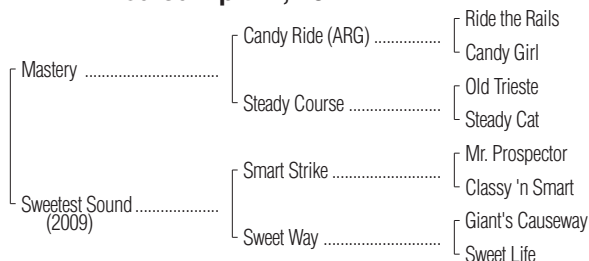 Ride the Rails
Candy Ride (ARG) ................
Candy Girl
Mastery ...............................
Old Trieste
Steady Course ......................
Steady Cat
Mr. Prospector
Smart Strike ..........................
Classy 'n Smart
Sweetest Sound ...................
(2009)
Giant's Causeway
Sweet Way ............................
Sweet Life